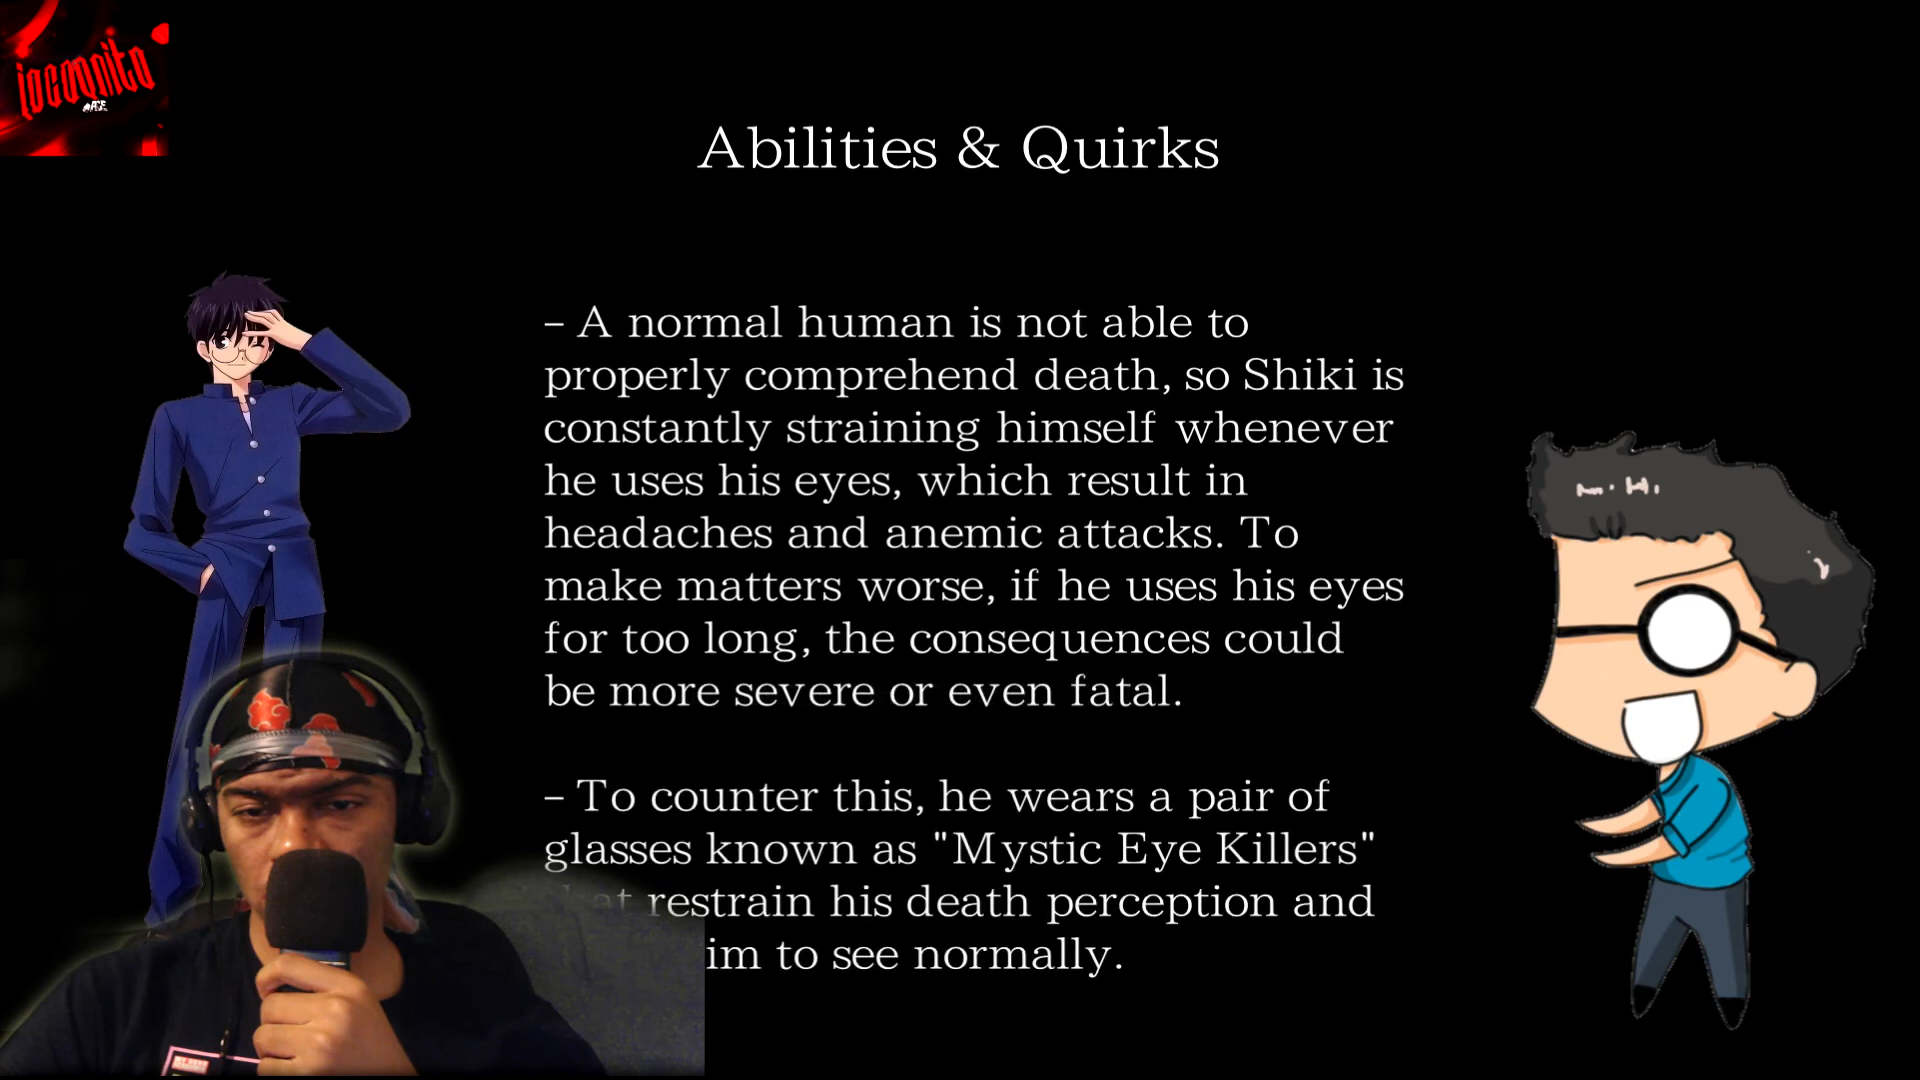 incognito
Abilities & Quirks
– A normal human is not able to
properly comprehend death, so Shiki is
constantly straining himself whenever
he uses his eyes, which result in
headaches and anemic attacks. To
make matters worse, if he uses his eyes
for too long, the consequences could
be more severe or even fatal.
– To counter this, he wears a pair of
glasses known as "Mystic Eye Killers"
restrain his death perception and
im to see normally.